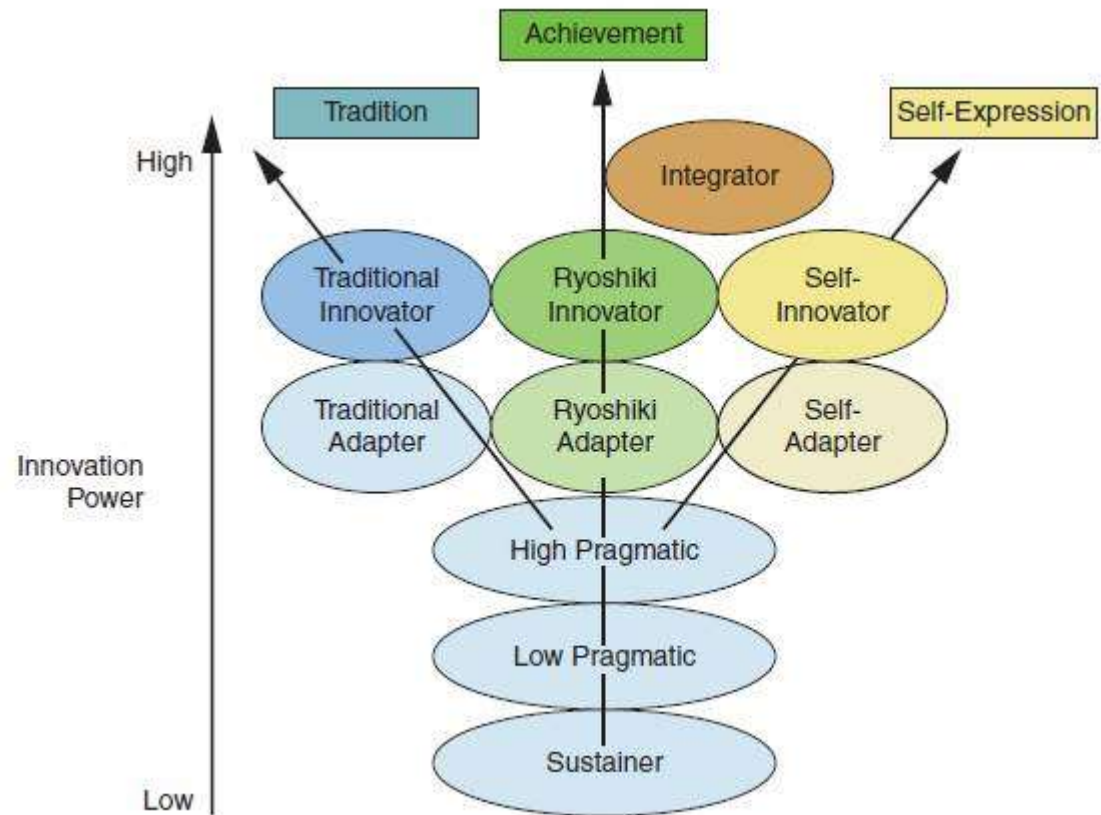 Achievement
Tradition
Self-Expression
High
Integrator
Traditional
Innovator
Ryoshiki
Innovator
Self-
Innovator
Traditional
Adapter
Ryoshiki
Adapter
Self-
Adapter
Innovation
Power
High Pragmatic
Low Pragmatic
Sustainer
Low